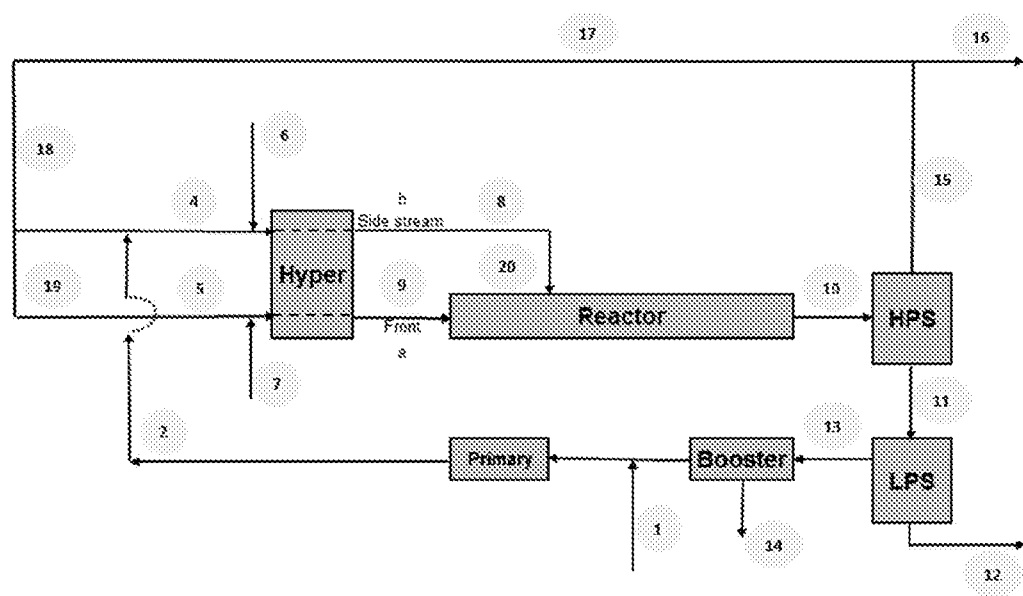 17
16
6
18
15
4
h
8
Side stream
Hyper
20
19
5
9
10
Reactor
HPS
Front
a
7
11
2
13
Primary
Booster
LPS
1
14
12